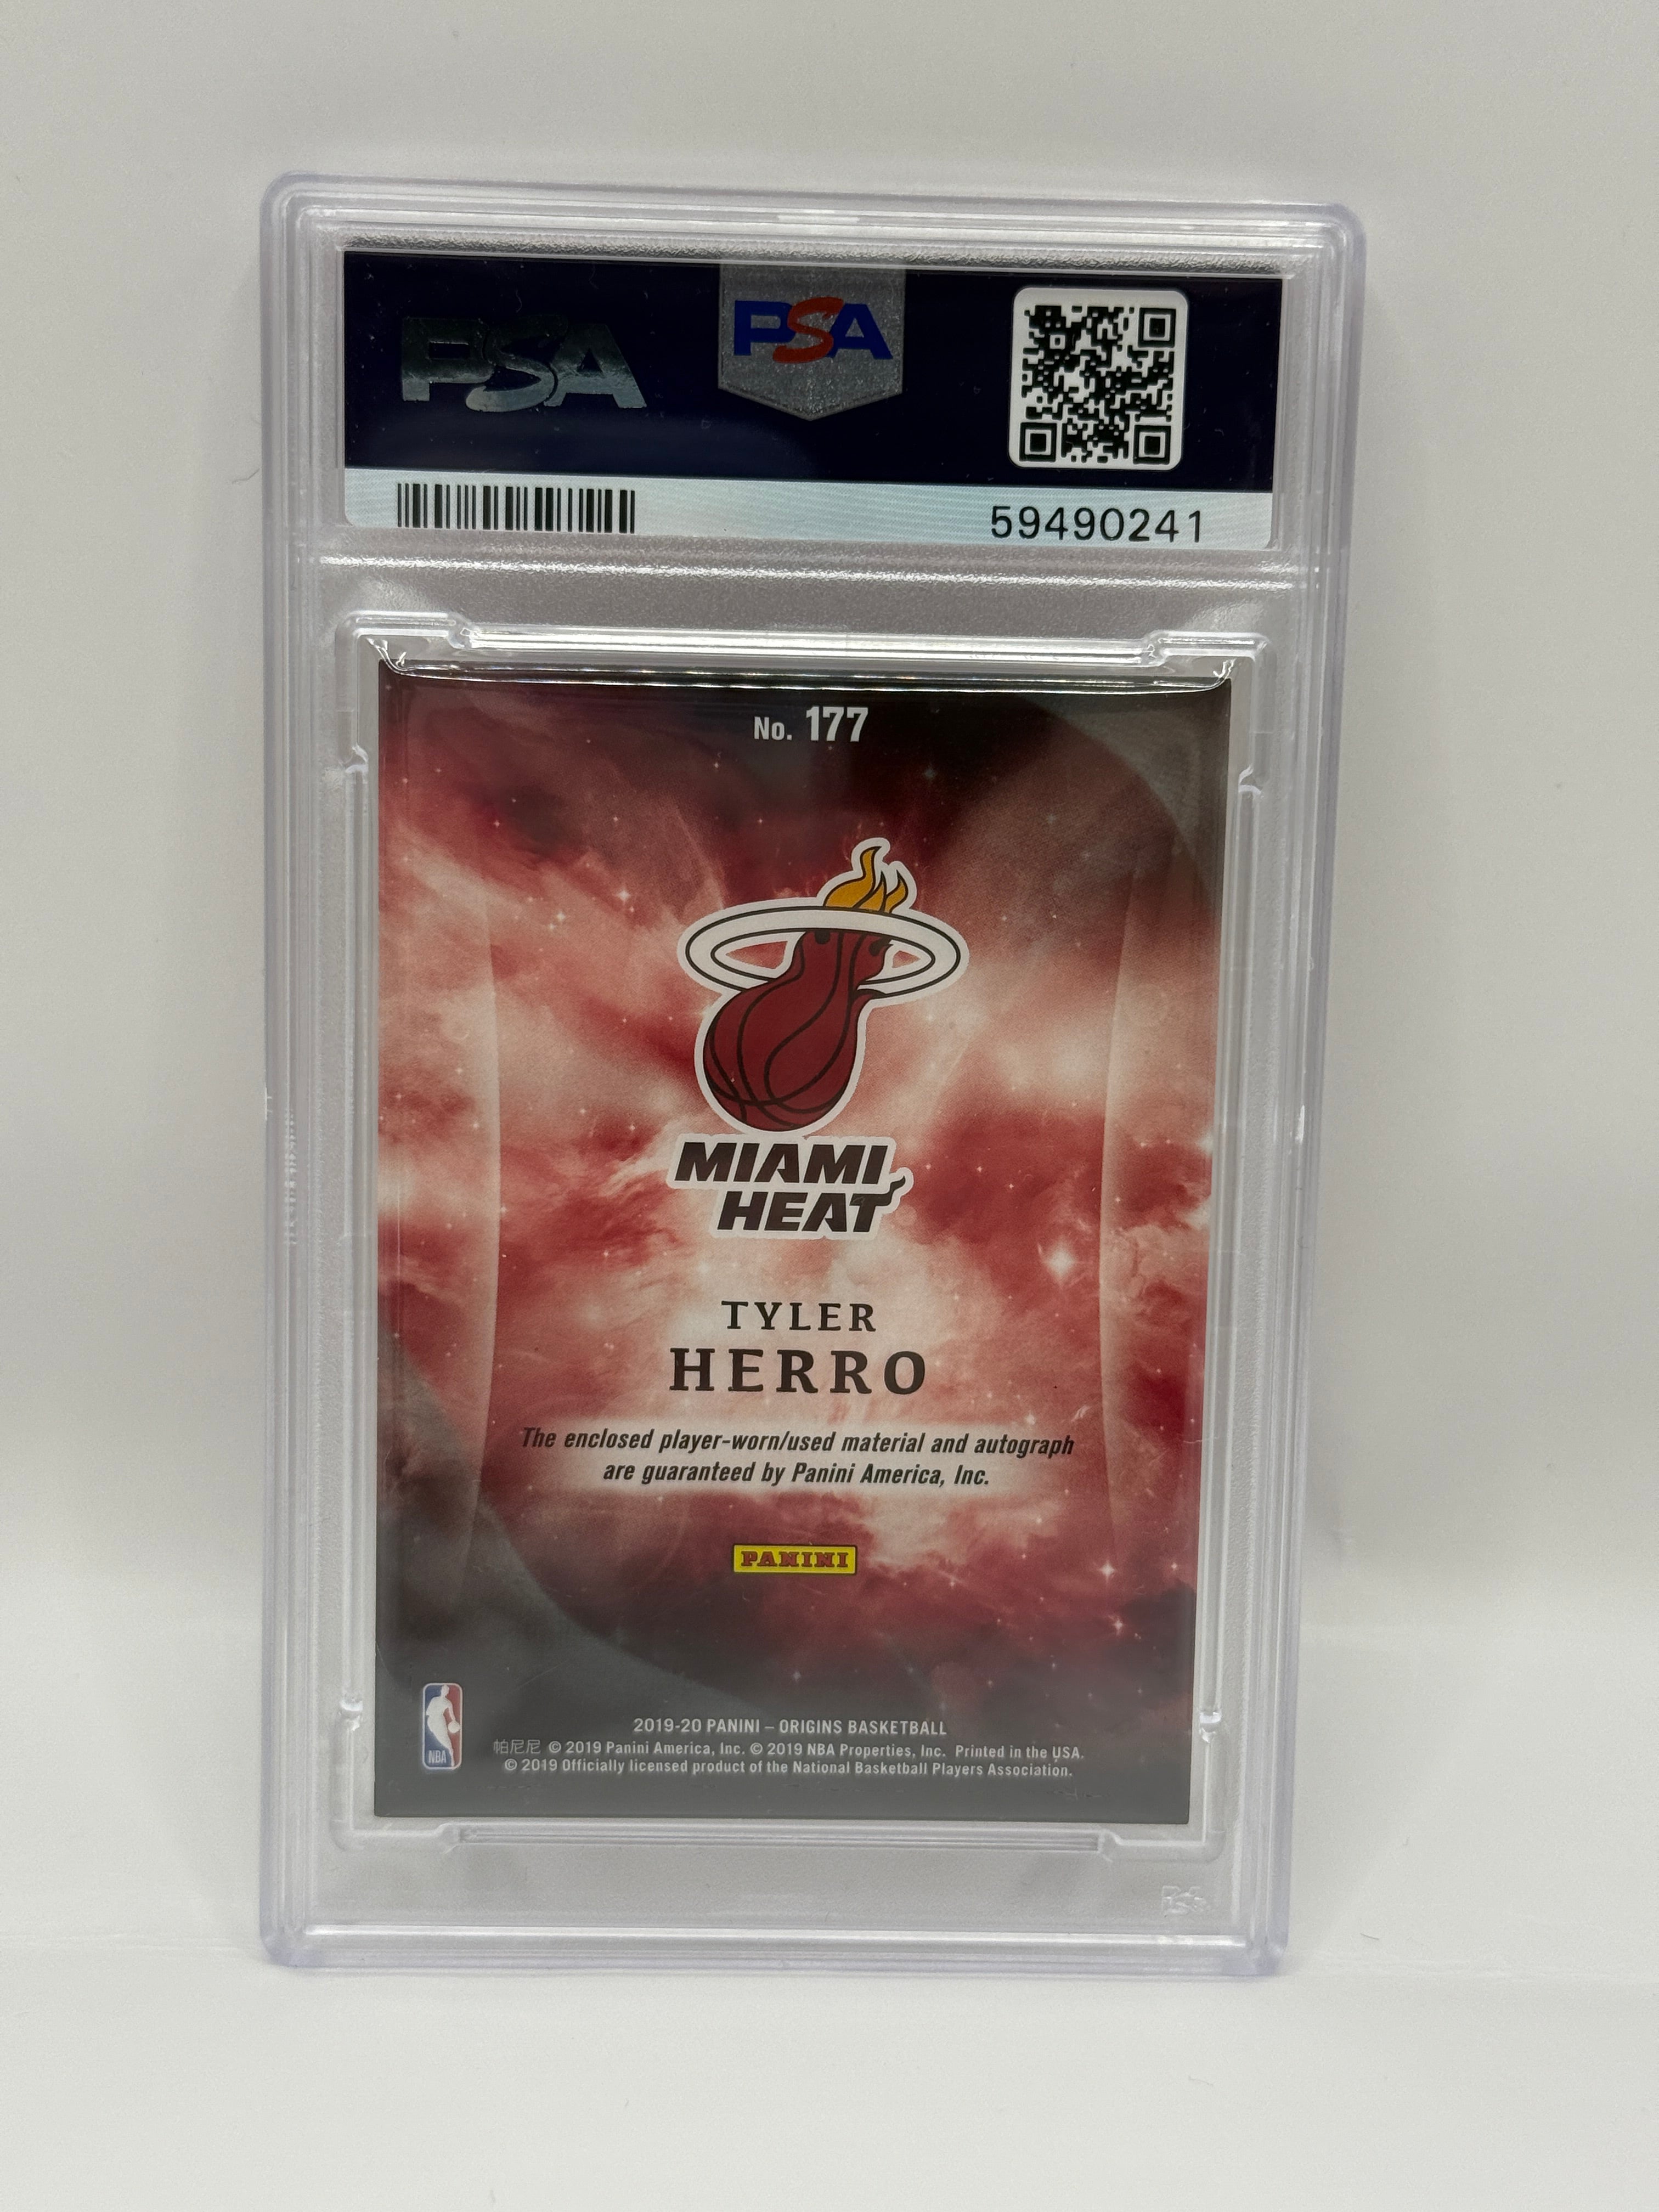 PSA
PSA
59490241
No. 177
MIAMI
HEAT
TYLER
HERRO
The enclosed player-worn/used material and autograph
are guaranteed by Panini America, Inc.
PANINI
NBA
2019-20 PANINI – ORIGINS BASKETBALL
帕尼尼 © 2019 Panini America, Inc. © 2019 NBA Properties, Inc. Printed in the USA.
© 2019 Officially licensed product of the National Basketball Players Association.